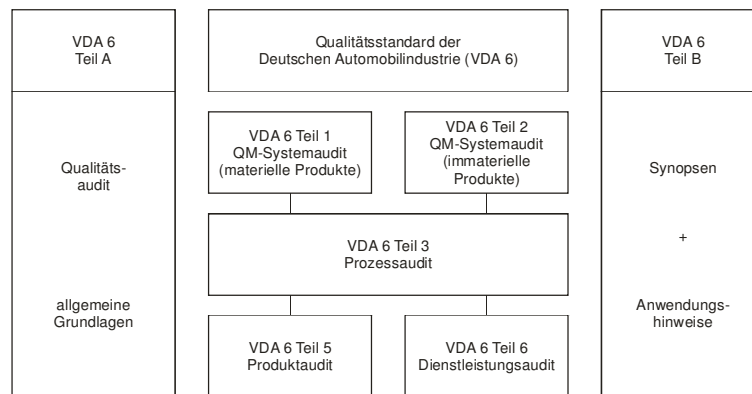 VDA 6
Teil A
Qualitäts-
audit
allgemeine
Grundlagen
Qualitätsstandard der
Deutschen Automobilindustrie (VDA 6)
VDA 6 Teil 1
QM-Systemaudit
(materielle Produkte)
VDA 6 Teil 2
QM-Systemaudit
(immaterielle
Produkte)
VDA 6 Teil 3
Prozessaudit
VDA 6 Teil 5
Produktaudit
VDA 6 Teil 6
Dienstleistungsaudit
VDA 6
Teil B
Synopsen
+
Anwendungs-
hinweise